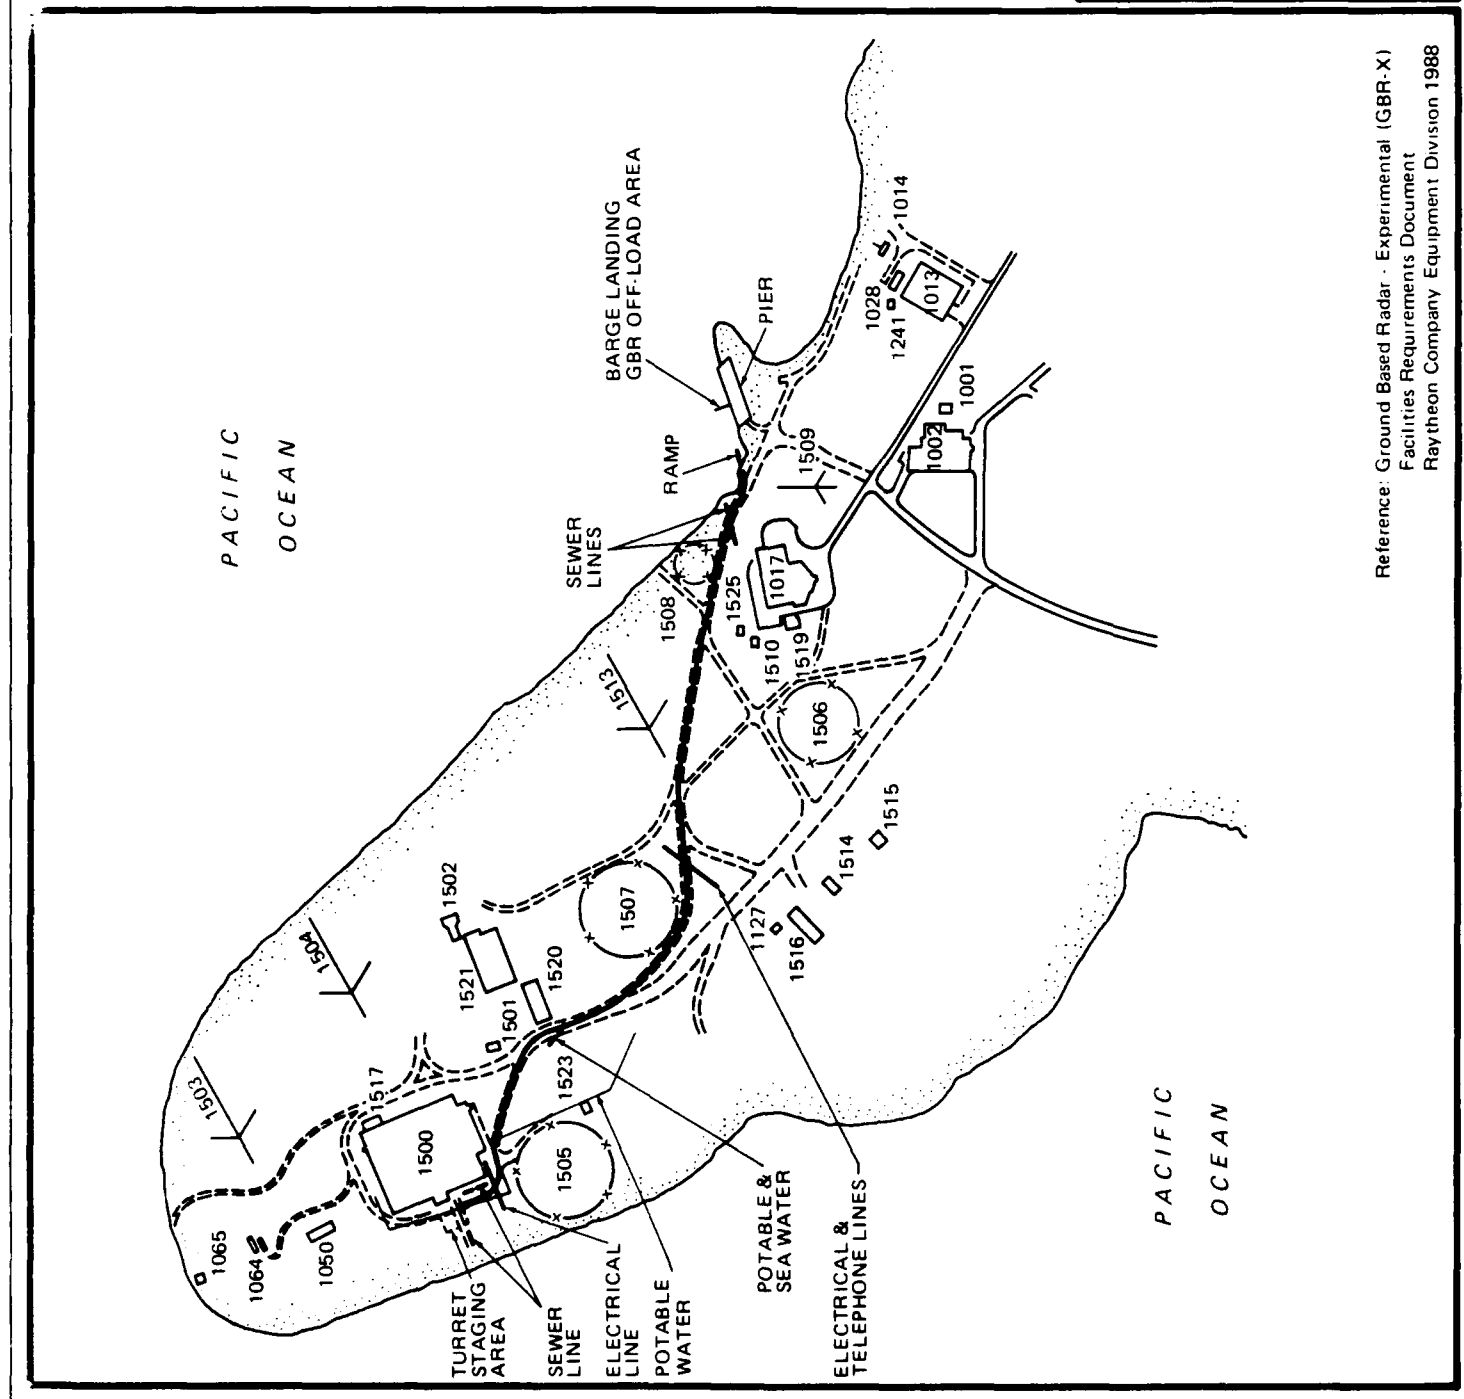 PACIFIC
OCEAN
BARGE LANDING
GBR OFF-LOAD AREA
PIER
RAMP
SEWER
LINES
1014
1028
1241
1013
1001
1002
1509
1017
1525
1510
1519
1508
1513
1506
1515
1514
1127
1516
1507
1502
1521
1520
1501
1504
1503
1517
1500
1523
1505
1065
1064
1050
TURRET
STAGING
AREA
SEWER
LINE
ELECTRICAL
LINE
POTABLE
WATER
POTABLE &
SEA WATER
ELECTRICAL &
TELEPHONE LINES
PACIFIC
OCEAN
Reference: Ground Based Radar - Experimental (GBR-X)
Facilities Requirements Document
Raytheon Company Equipment Division 1988